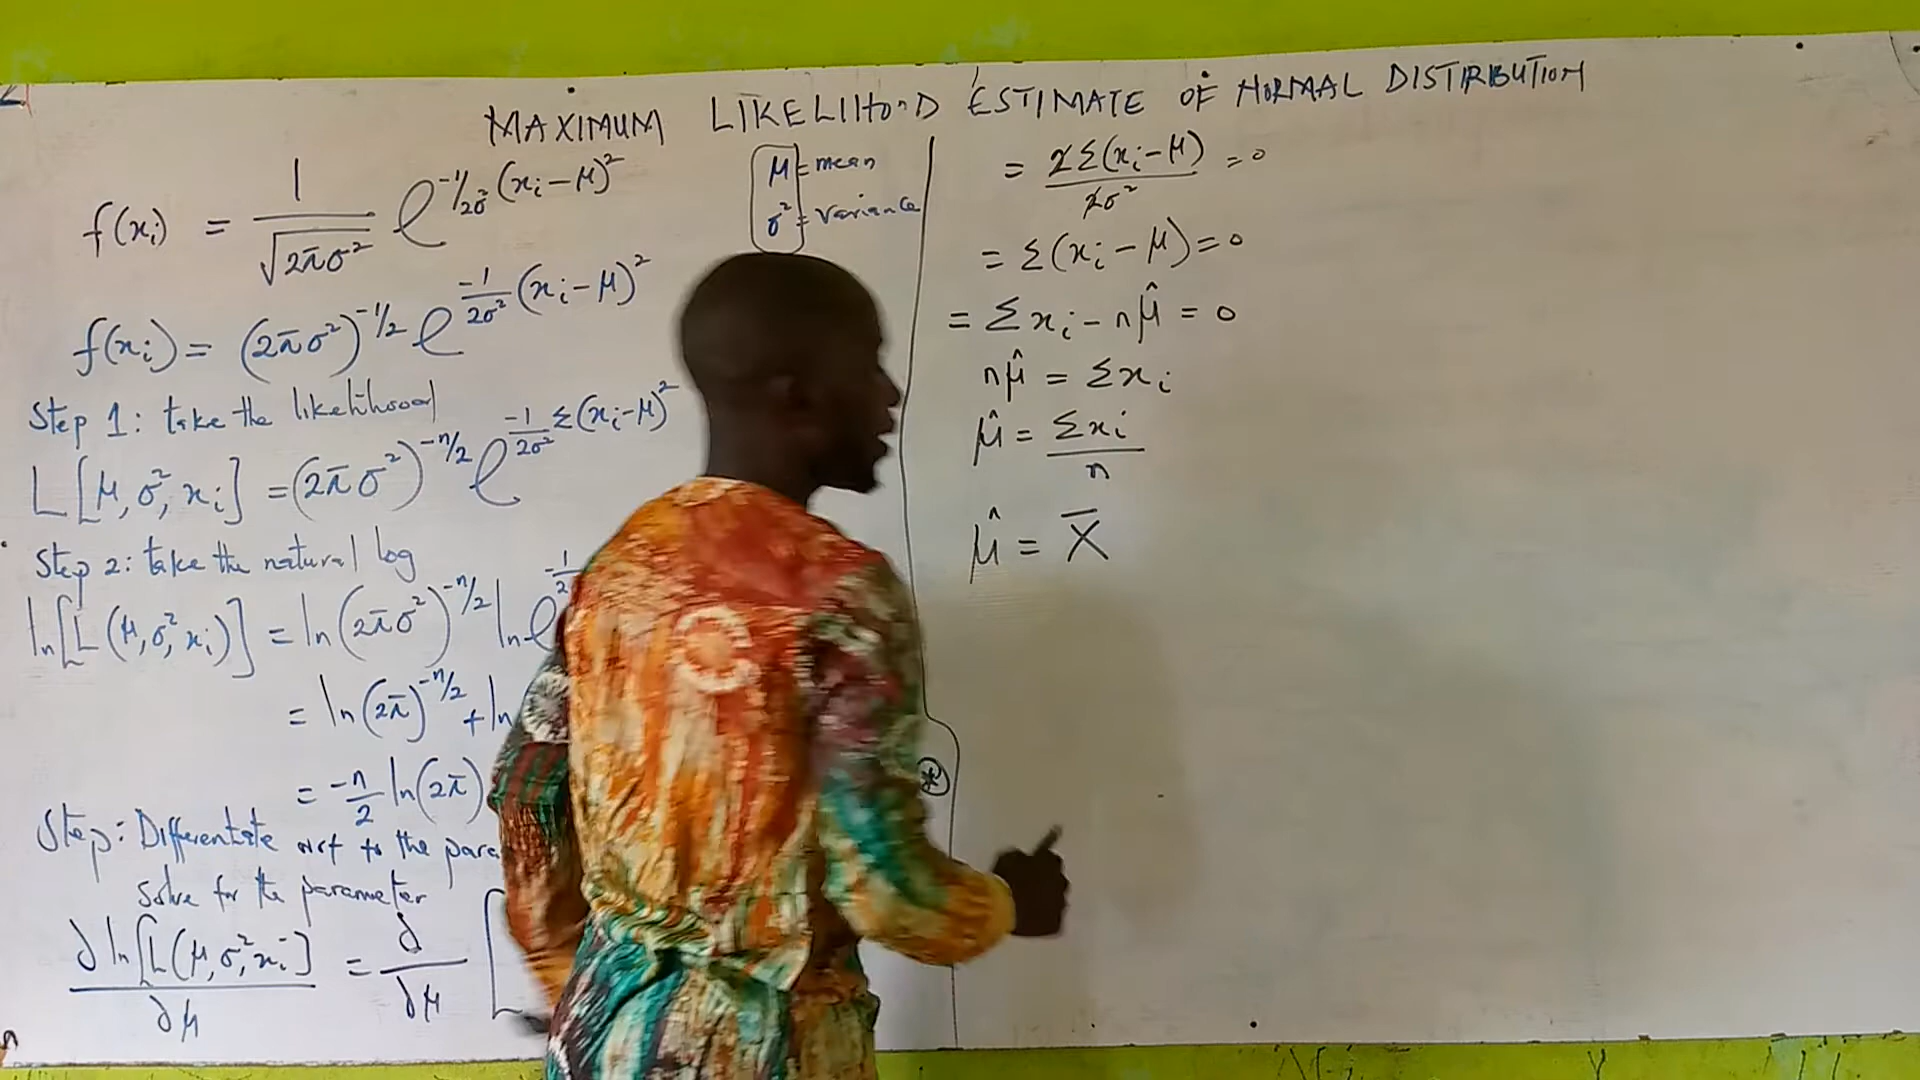 MAXIMUM LIKELIHOOD ESTIMATE OF NORMAL DISTRIBUTION
f(xᵢ) = 1/√(2πσ²) e^(-1/2σ² (xᵢ-μ)²)
μ = mean
σ² = variance
f(xᵢ) = (2πσ²)^(-1/2) e^(-1/2σ² (xᵢ-μ)²)
Step 1: take the likelihood
L[μ, σ², xᵢ] = (2πσ²)^(-n/2) e^(-1/2σ² Σ(xᵢ-μ)²)
Step 2: take the natural log
ln[L(μ, σ², xᵢ)] = ln(2πσ²)^(-n/2) ln e
= ln(2π)^(-n/2) + ln
= -n/2 ln(2π)
*
Step: Differentiate wrt to the para
Solve for the parameter
∂ ln[L(μ, σ², xᵢ] / ∂μ = ∂/∂μ [
= 2Σ(xᵢ-μ)/2σ² = 0
= Σ(xᵢ - μ) = 0
= Σxᵢ - nμ̂ = 0
nμ̂ = Σxᵢ
μ̂ = Σxi/n
μ̂ = X̄